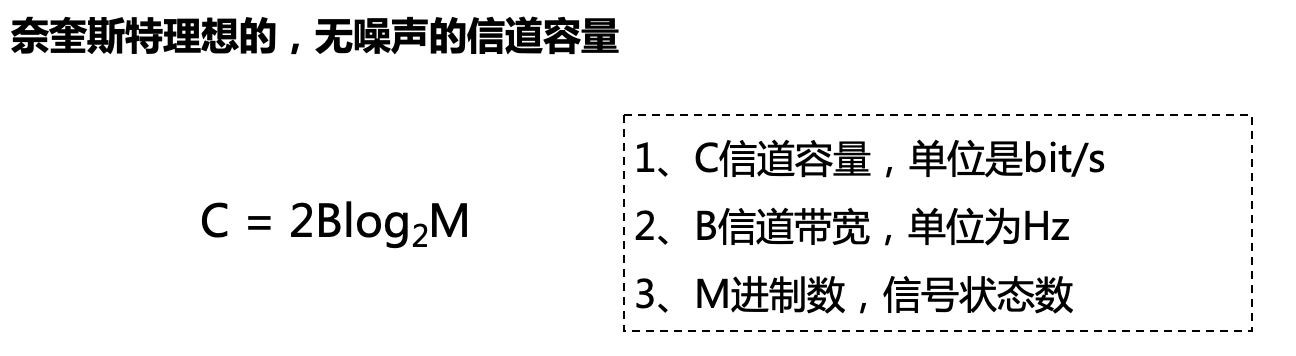 奈奎斯特理想的，无噪声的信道容量
1、C信道容量，单位是bit/s
C = 2Blog₂M
2、B信道带宽，单位为Hz
3、M进制数，信号状态数